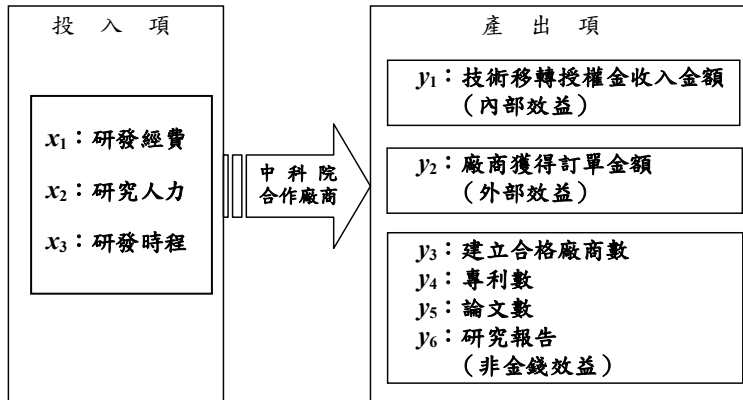 投 入 項
x1：研發經費
x2：研究人力
x3：研發時程
中 科 院
合作廠商
產 出 項
y1：技術移轉授權金收入金額
（內部效益）
y2：廠商獲得訂單金額
（外部效益）
y3：建立合格廠商數
y4：專利數
y5：論文數
y6：研究報告
（非金錢效益）